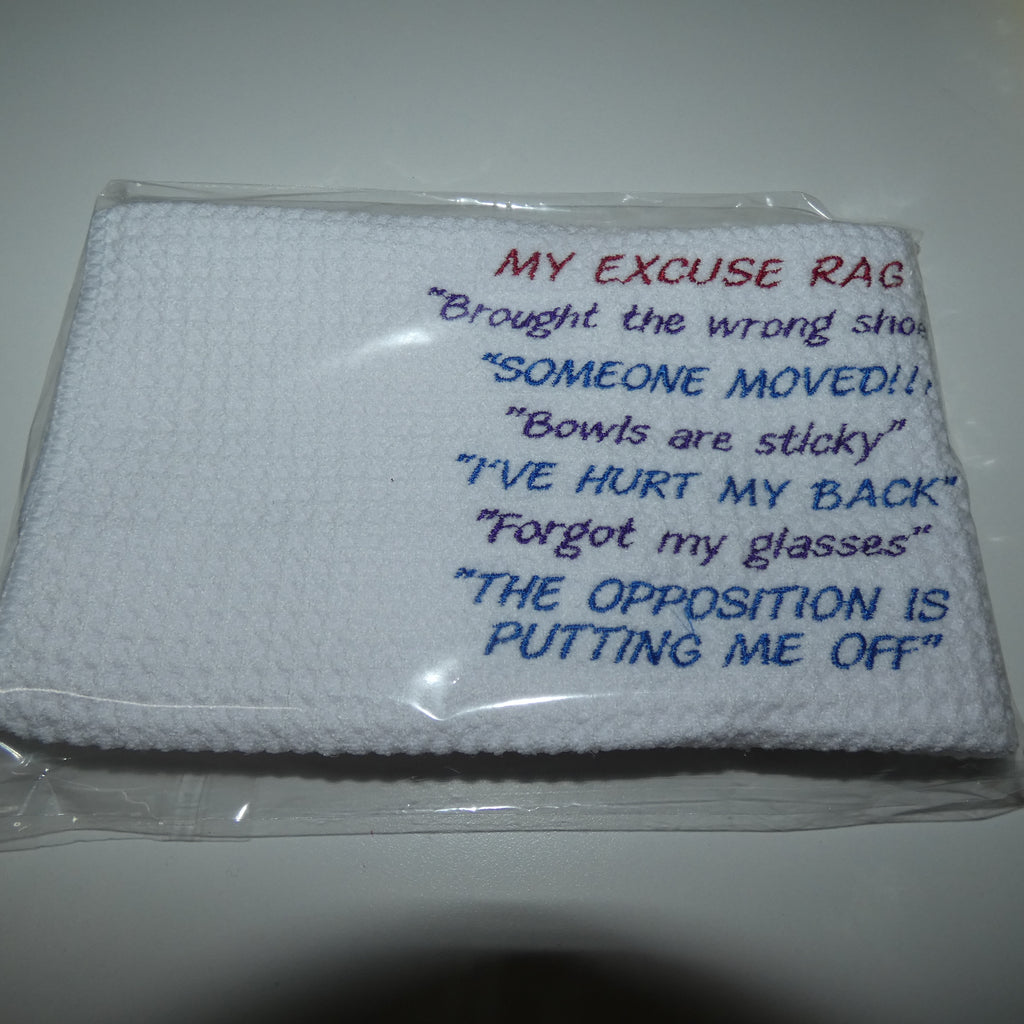 MY EXCUSE RAG
"Brought the wrong shoe
"SOMEONE MOVED!!!
"Bowls are sticky"
"I'VE HURT MY BACK"
"Forgot my glasses"
"THE OPPOSITION IS
PUTTING ME OFF"